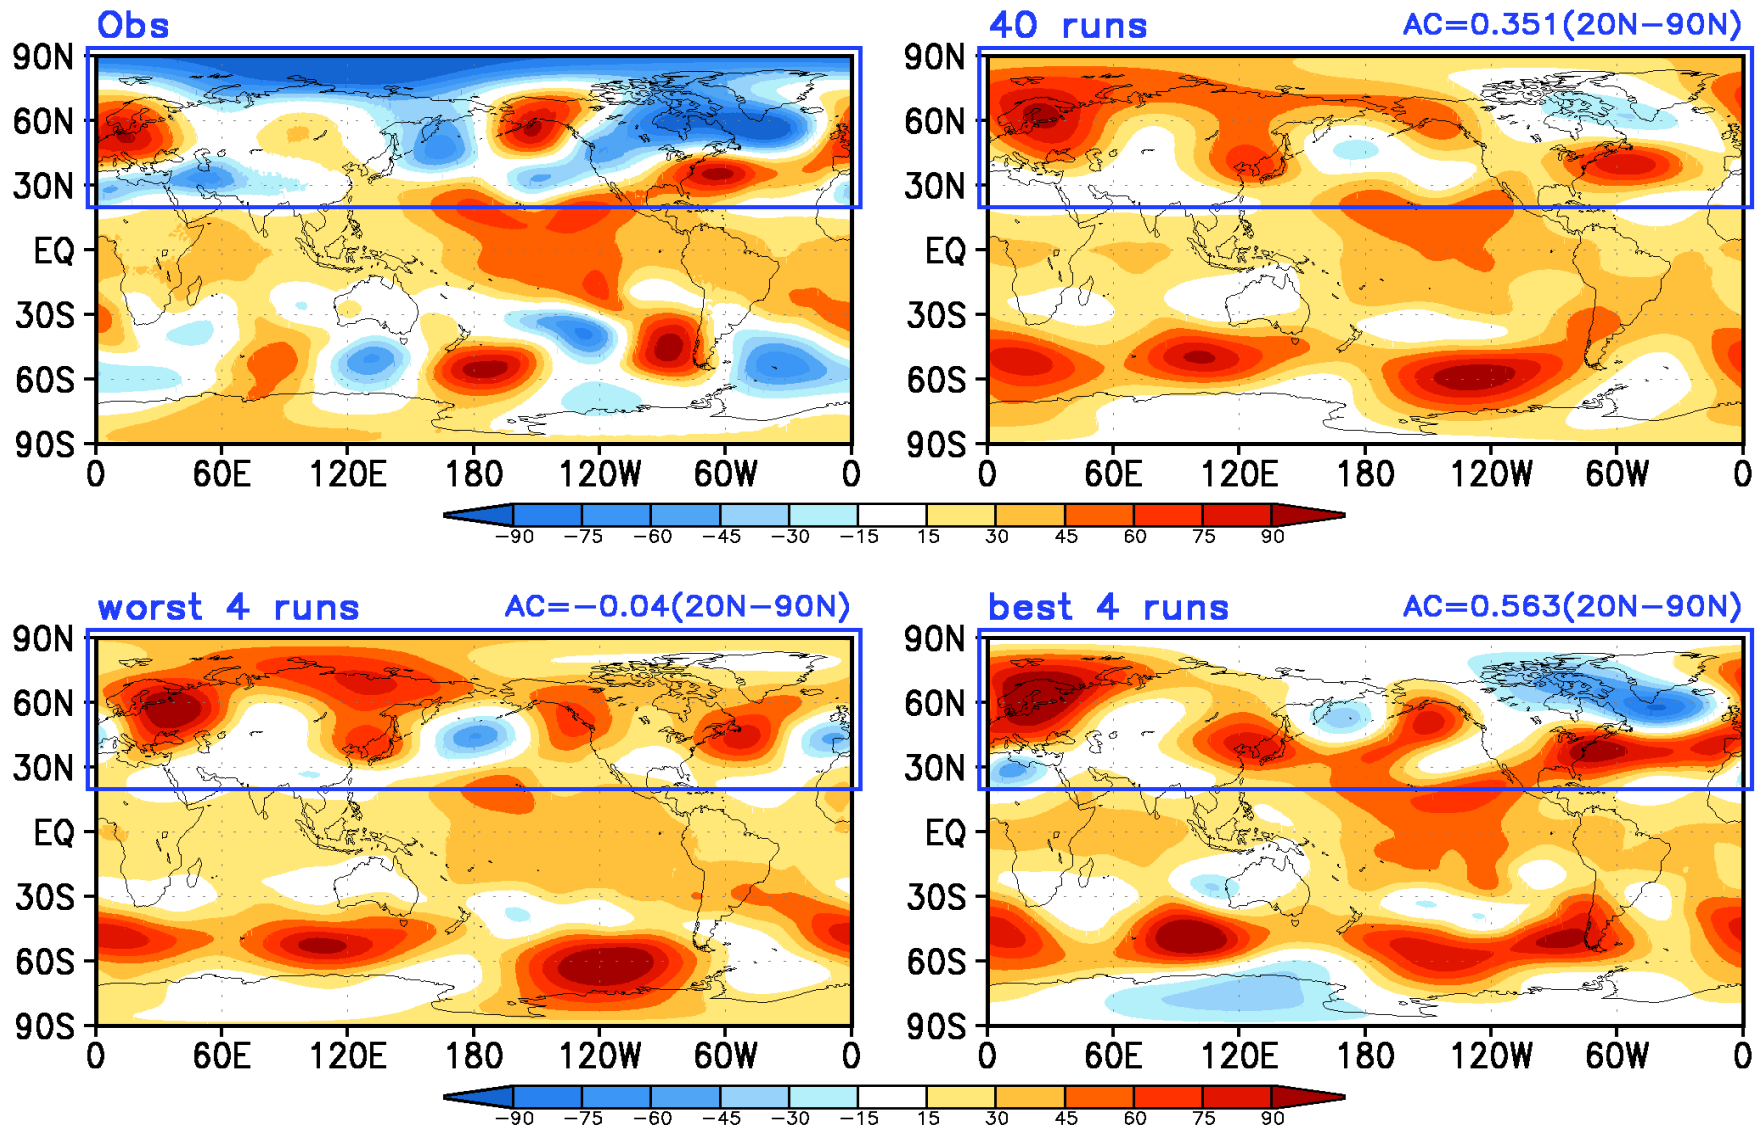 Obs
40 runs AC=0.351(20N−90N)
90N
60N
30N
EQ
30S
60S
90S
0 60E 120E 180 120W 60W 0
90N
60N
30N
EQ
30S
60S
90S
0 60E 120E 180 120W 60W 0
−90 −75 −60 −45 −30 −15 15 30 45 60 75 90
worst 4 runs AC=−0.04(20N−90N)
best 4 runs AC=0.563(20N−90N)
90N
60N
30N
EQ
30S
60S
90S
0 60E 120E 180 120W 60W 0
90N
60N
30N
EQ
30S
60S
90S
0 60E 120E 180 120W 60W 0
−90 −75 −60 −45 −30 −15 15 30 45 60 75 90